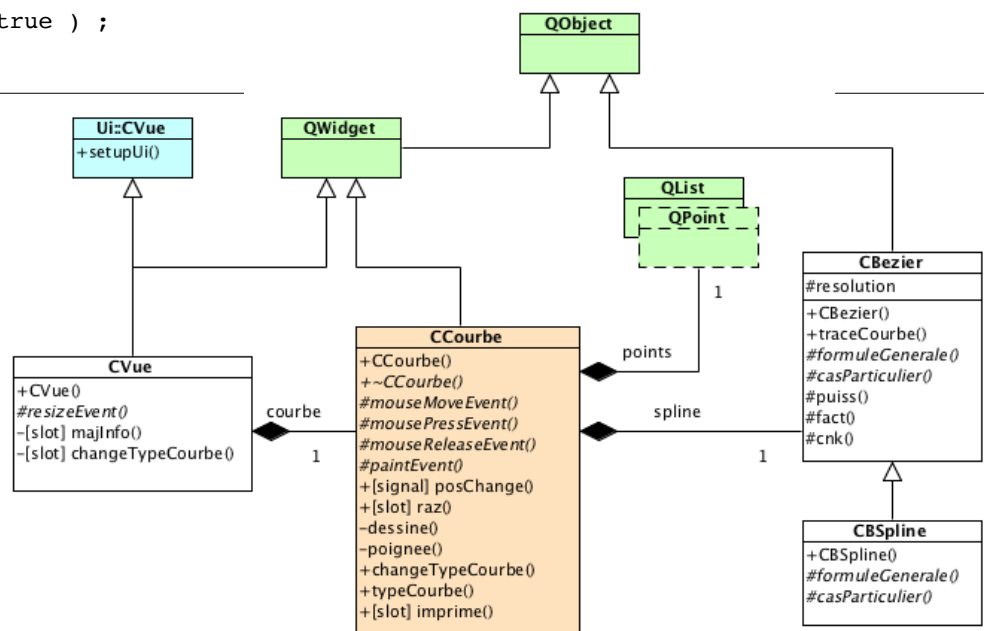 true ) ;
QObject
Ui::CVue
+setupUi()
QWidget
QList
QPoint
1
CBezier
#resolution
+CBezier()
+traceCourbe()
#formuleGenerale()
#casParticulier()
#puiss()
#fact()
#cnk()
CVue
+CVue()
#resizeEvent()
-[slot] majInfo()
-[slot] changeTypeCourbe()
courbe
1
CCourbe
+CCourbe()
+~CCourbe()
#mouseMoveEvent()
#mousePressEvent()
#mouseReleaseEvent()
#paintEvent()
+[signal] posChange()
+[slot] raz()
-dessine()
-poignee()
+changeTypeCourbe()
+typeCourbe()
+[slot] imprime()
points
spline
1
CBSpline
+CBSpline()
#formuleGenerale()
#casParticulier()